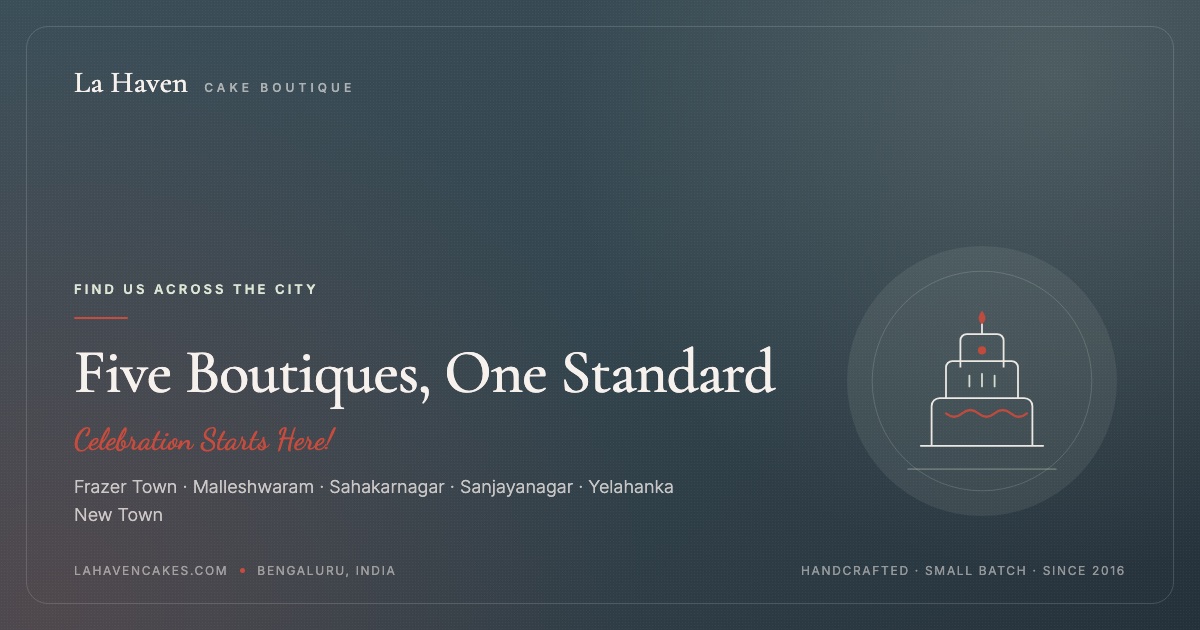 La Haven CAKE BOUTIQUE
FIND US ACROSS THE CITY
Five Boutiques, One Standard
Celebration Starts Here!
Frazer Town · Malleshwaram · Sahakarnagar · Sanjayanagar · Yelahanka
New Town
LAHAVENCAKES.COM • BENGALURU, INDIA
HANDCRAFTED · SMALL BATCH · SINCE 2016